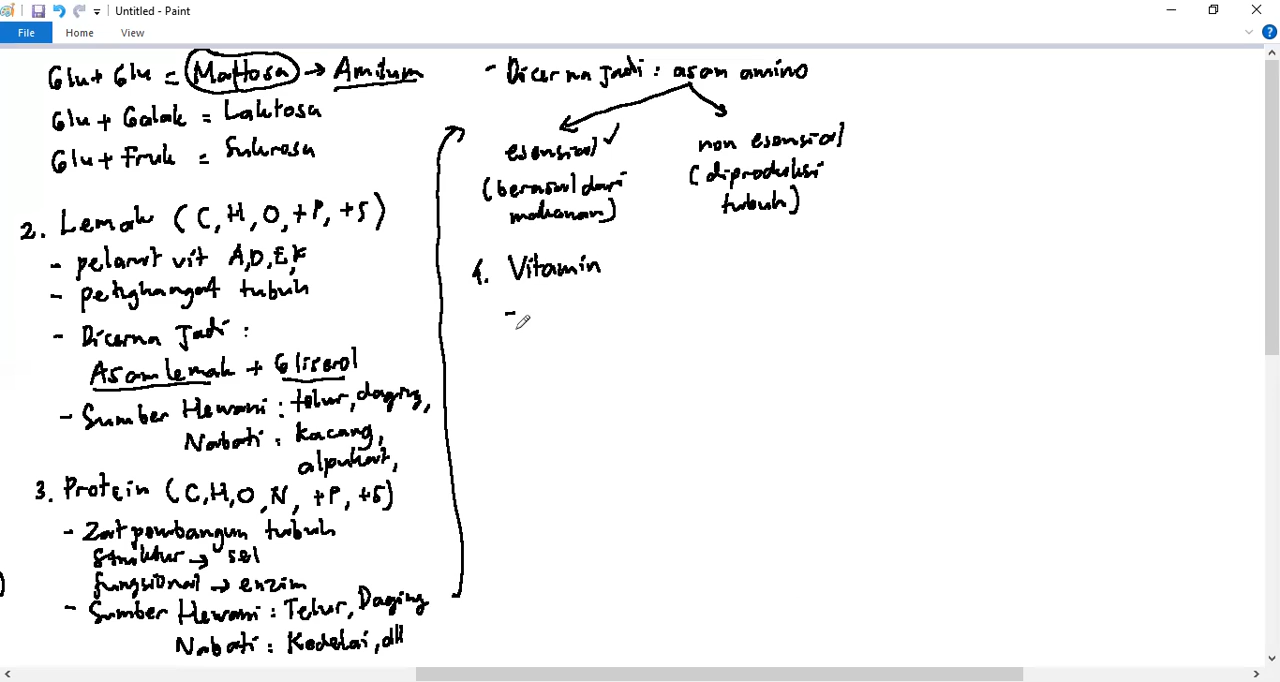 Untitled - Paint
File Home View
Glu + Glu = Maltosa → Amilum
Glu + Galak = Laktosa
Glu + Fruk = Sukrosa
2. Lemak (C, H, O, +P, +S)
- pelarut vit A,D,E,K
- penghangat tubuh
- Dicerna Jadi :
Asam lemak + Gliserol
- Sumber Hewani : telur, daging,
Nabati : kacang,
alpukat,
3. Protein (C,H,O,N, +P, +S)
- Zat pembangun tubuh
struktur → sel
fungsional → enzim
- Sumber Hewani : Telur, Daging
Nabati : Kedelai, dll
)
- Dicerna Jadi : asam amino
esensial ✓
(berasal dari
makanan)
non esensial
(diproduksi
tubuh)
4. Vitamin
-